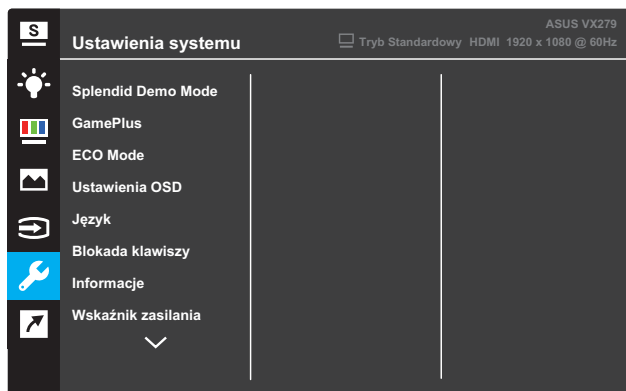 S
ASUS VX279
Ustawienia systemu
Tryb Standardowy HDMI 1920 x 1080 @ 60Hz
Splendid Demo Mode
GamePlus
ECO Mode
Ustawienia OSD
Język
Blokada klawiszy
Informacje
Wskaźnik zasilania